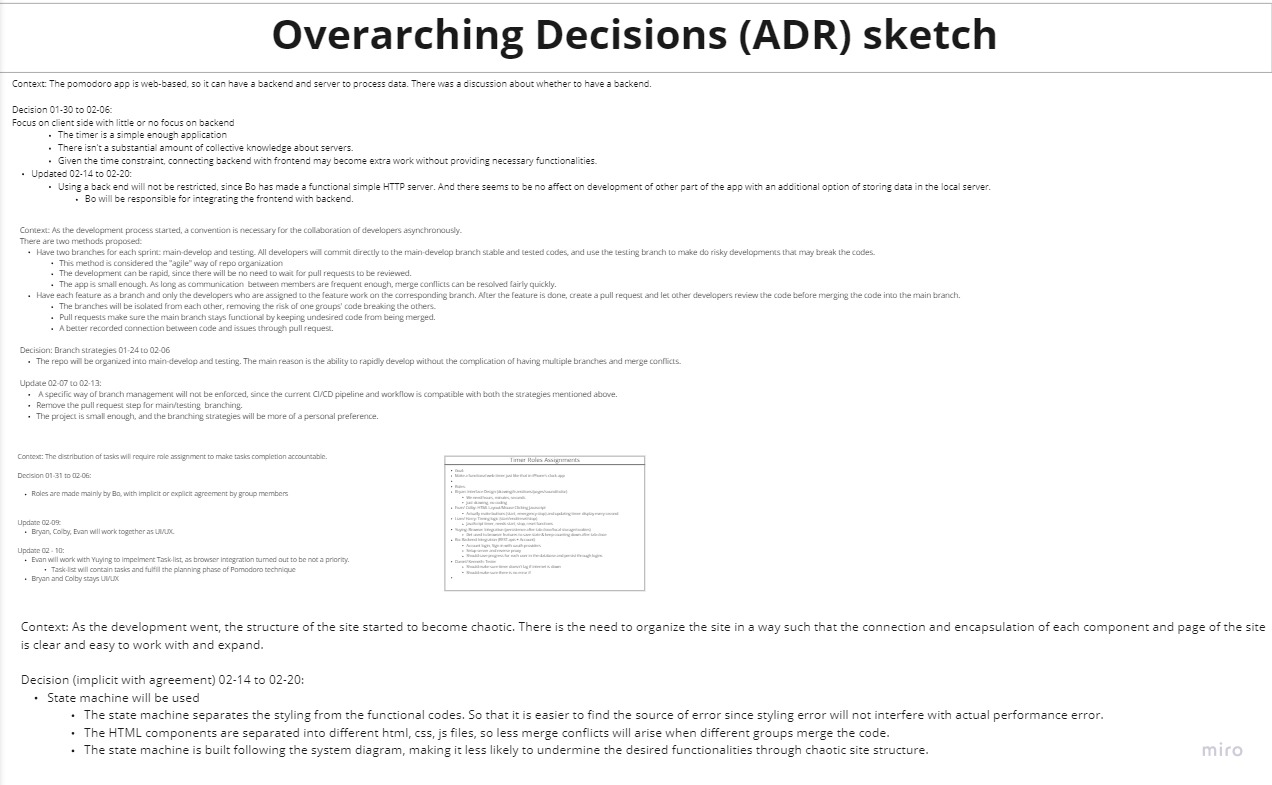 Overarching Decisions (ADR) sketch
Context: The pomodoro app is web-based, so it can have a backend and server to process data. There was a discussion about whether to have a backend.
Decision 01-30 to 02-06:
Focus on client side with little or no focus on backend
• The timer is a simple enough application
• There isn't a substantial amount of collective knowledge about servers.
• Given the time constraint, connecting backend with frontend may become extra work without providing necessary functionalities.
• Updated 02-14 to 02-20:
• Using a back end will not be restricted, since Bo has made a functional simple HTTP server. And there seems to be no affect on development of other part of the app with an additional option of storing data in the local server.
• Bo will be responsible for integrating the frontend with backend.
Context: As the development process started, a convention is necessary for the collaboration of developers asynchronously.
There are two methods proposed:
• Have two branches for each sprint: main-develop and testing. All developers will commit directly to the main-develop branch stable and tested codes, and use the testing branch to make do risky developments that may break the codes.
• This method is considered the "agile" way of repo organization
• The development can be rapid, since there will be no need to wait for pull requests to be reviewed.
• The app is small enough. As long as communication between members are frequent enough, merge conflicts can be resolved fairly quickly.
• Have each feature as a branch and only the developers who are assigned to the feature work on the corresponding branch. After the feature is done, create a pull request and let other developers review the code before merging the code into the main branch.
• The branches will be isolated from each other, removing the risk of one groups' code breaking the others.
• Pull requests make sure the main branch stays functional by keeping undesired code from being merged.
• A better recorded connection between code and issues through pull request.
Decision: Branch strategies 01-24 to 02-06
• The repo will be organized into main-develop and testing. The main reason is the ability to rapidly develop without the complication of having multiple branches and merge conflicts.
Update 02-07 to 02-13:
• A specific way of branch management will not be enforced, since the current CI/CD pipeline and workflow is compatible with both the strategies mentioned above.
• Remove the pull request step for main/testing branching.
• The project is small enough, and the branching strategies will be more of a personal preference.
Context: The distribution of tasks will require role assignment to make tasks completion accountable.
Decision 01-31 to 02-06:
• Roles are made mainly by Bo, with implicit or explicit agreement by group members
Update 02-09:
• Bryan, Colby, Evan will work together as UI/UX.
Update 02 - 10:
• Evan will work with Yuying to impelment Task-list, as browser integration turned out to be not a priority.
• Task-list will contain tasks and fulfill the planning phase of Pomodoro technique
• Bryan and Colby stays UI/UX
Timer Roles Assignments
• Goal:
• Make a functional web timer just like that in iPhone's clock app
• Roles:
Context: As the development went, the structure of the site started to become chaotic. There is the need to organize the site in a way such that the connection and encapsulation of each component and page of the site
is clear and easy to work with and expand.
Decision (implicit with agreement) 02-14 to 02-20:
• State machine will be used
• The state machine separates the styling from the functional codes. So that it is easier to find the source of error since styling error will not interfere with actual performance error.
• The HTML components are separated into different html, css, js files, so less merge conflicts will arise when different groups merge the code.
• The state machine is built following the system diagram, making it less likely to undermine the desired functionalities through chaotic site structure.
miro